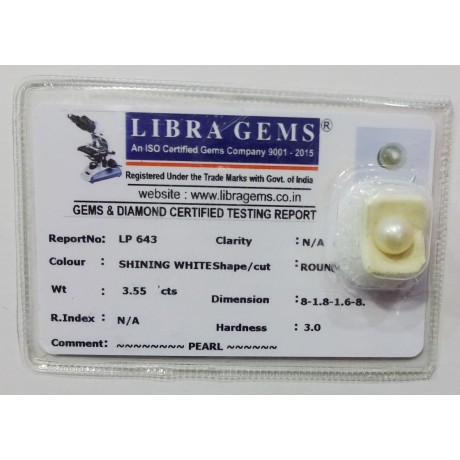 LIBRA GEMS®
An ISO Certified Gems Company 9001 - 2015
Registered Under the Trade Marks with Govt. of India
website : www.libragems.co.in
GEMS & DIAMOND CERTIFIED TESTING REPORT
ReportNo: LP 643 Clarity : N/A
Colour : SHINING WHITE Shape/cut : ROUN
Wt : 3.55 cts Dimension : 8-1.8-1.6-8.
R.Index : N/A Hardness : 3.0
Comment: ~~~~~~~~ PEARL ~~~~~~